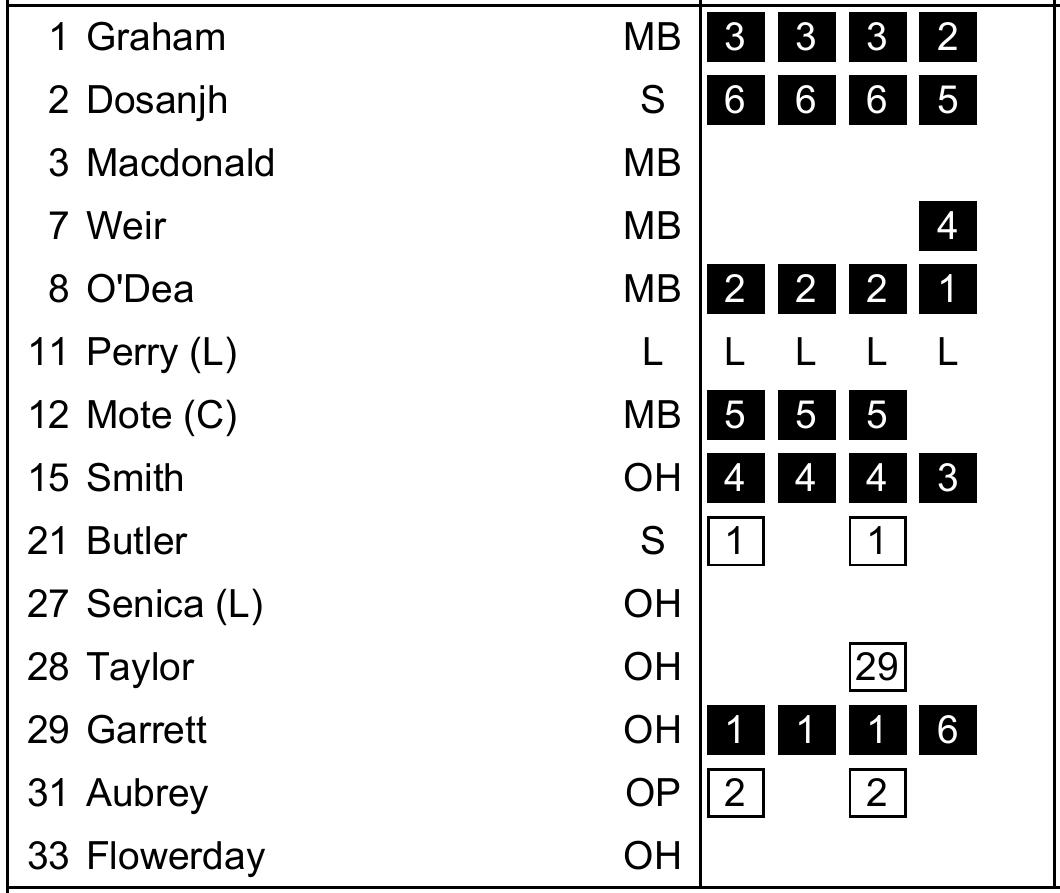 1 Graham MB 3 3 3 2
2 Dosanjh S 6 6 6 5
3 Macdonald MB
7 Weir MB 4
8 O'Dea MB 2 2 2 1
11 Perry (L) L L L L L
12 Mote (C) MB 5 5 5
15 Smith OH 4 4 4 3
21 Butler S 1 1
27 Senica (L) OH
28 Taylor OH 29
29 Garrett OH 1 1 1 6
31 Aubrey OP 2 2
33 Flowerday OH